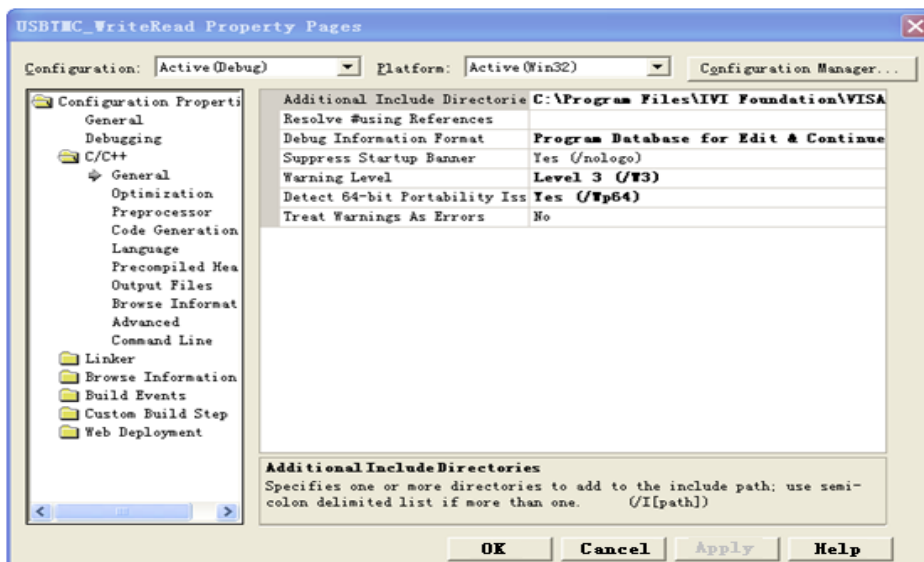 USBTMC_WriteRead Property Pages
Configuration: Active(Debug) Platform: Active(Win32) Configuration Manager...
Configuration Properti
General
Debugging
C/C++
General
Optimization
Preprocessor
Code Generation
Language
Precompiled Hea
Output Files
Browse Informat
Advanced
Command Line
Linker
Browse Information
Build Events
Custom Build Step
Web Deployment
Additional Include Directorie C:\Program Files\IVI Foundation\VISA
Resolve #using References
Debug Information Format Program Database for Edit & Continue
Suppress Startup Banner Yes (/nologo)
Warning Level Level 3 (/W3)
Detect 64-bit Portability Iss Yes (/Wp64)
Treat Warnings As Errors No
Additional Include Directories
Specifies one or more directories to add to the include path; use semi-
colon delimited list if more than one. (/I[path])
OK Cancel Apply Help